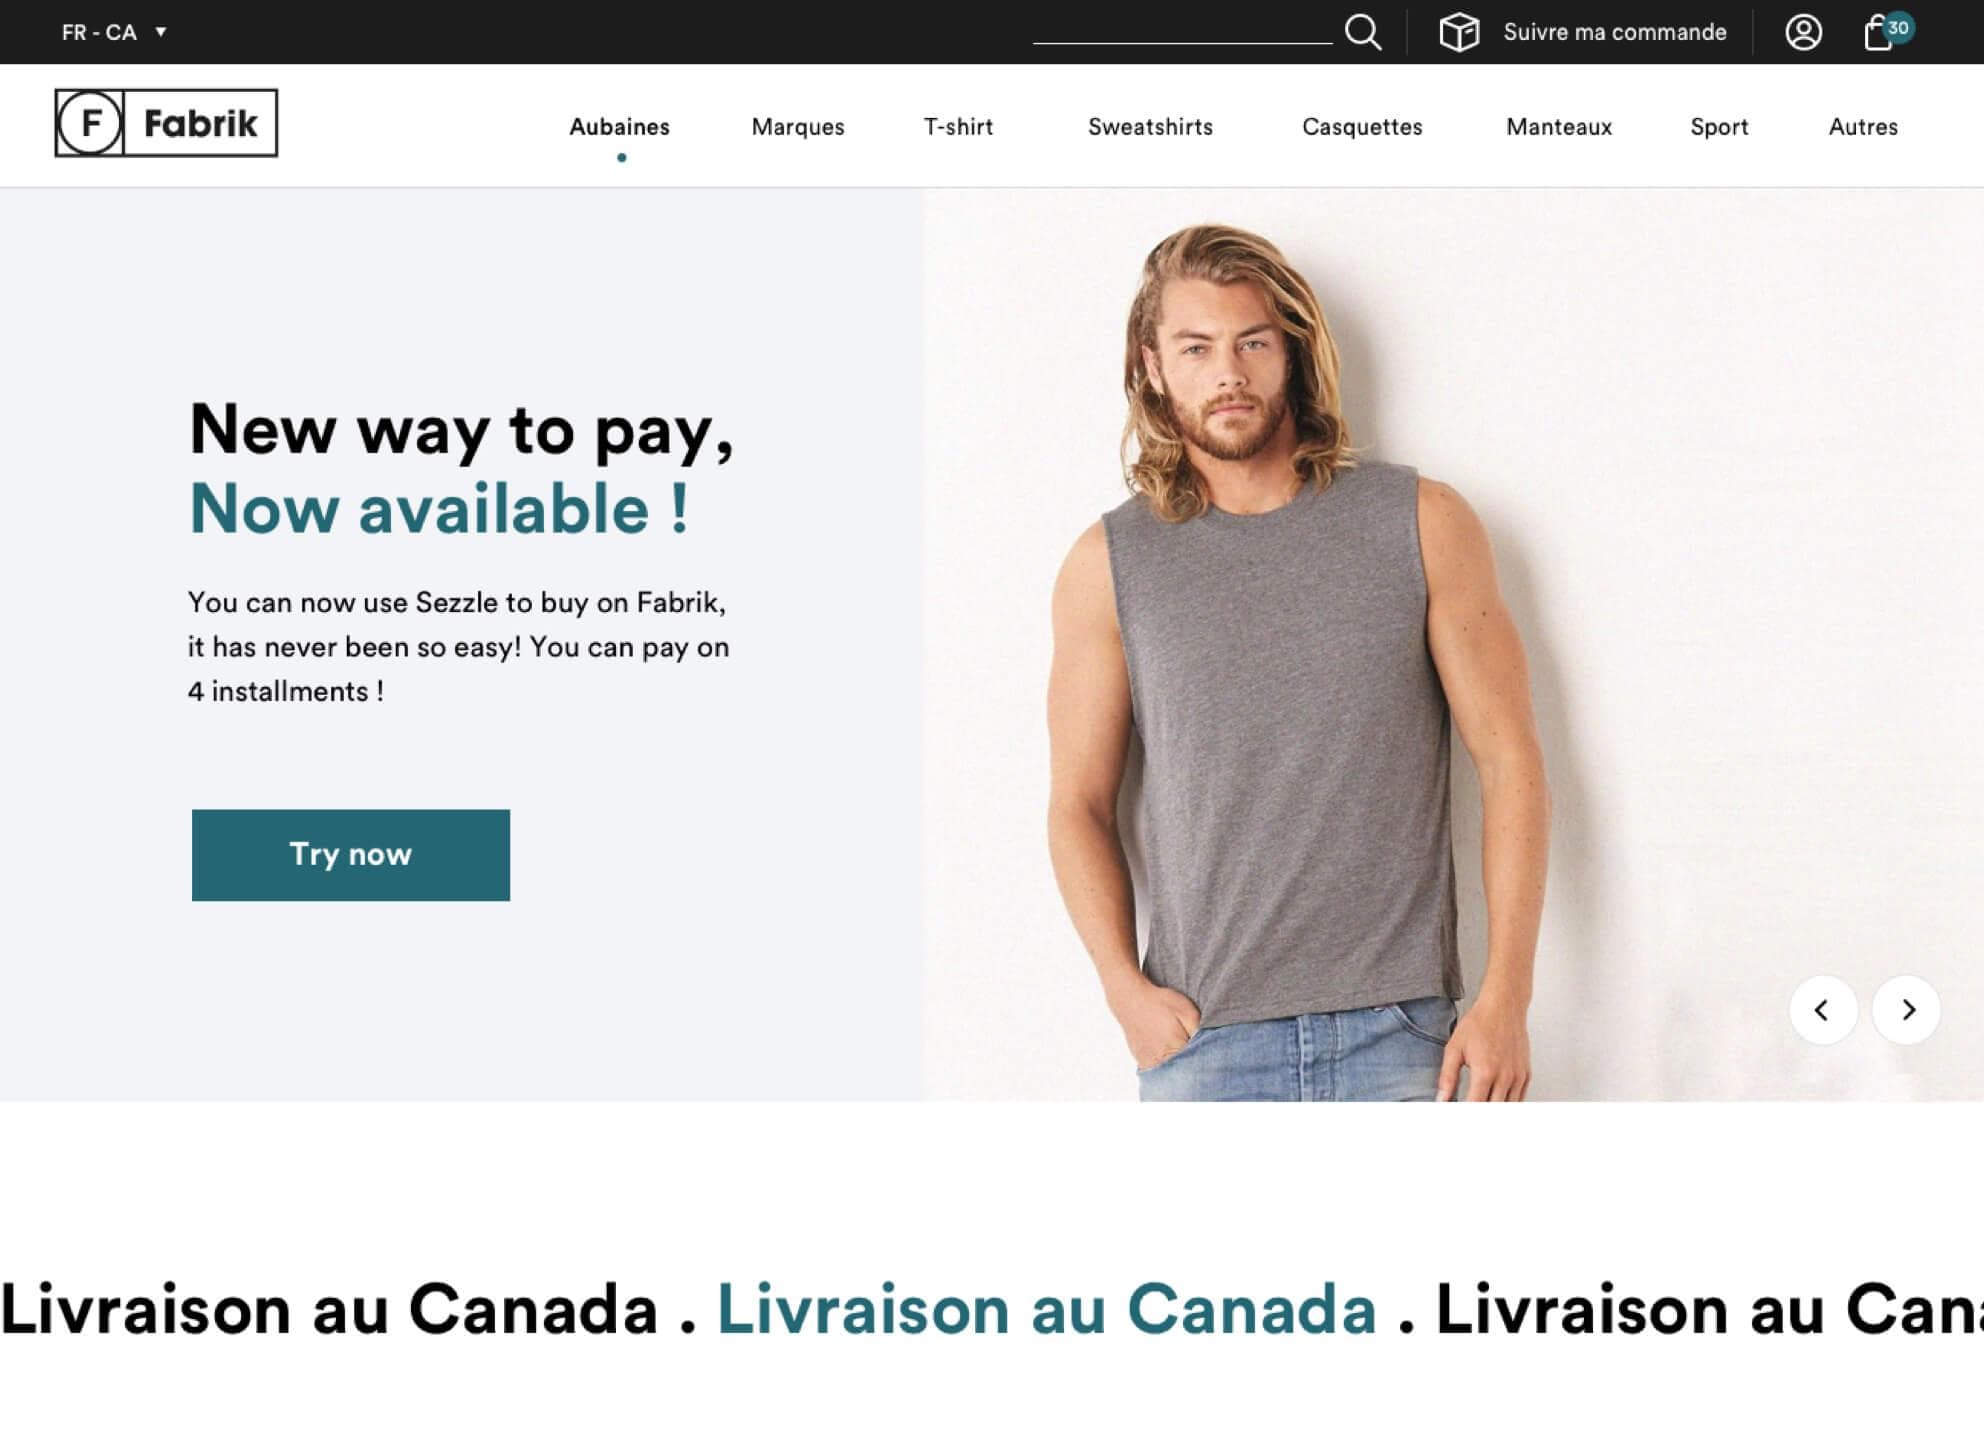 FR - CA
Suivre ma commande
30
F Fabrik
Aubaines Marques T-shirt Sweatshirts Casquettes Manteaux Sport Autres
New way to pay,
Now available !
You can now use Sezzle to buy on Fabrik,
it has never been so easy! You can pay on
4 installments !
Try now
Livraison au Canada . Livraison au Canada . Livraison au Cana